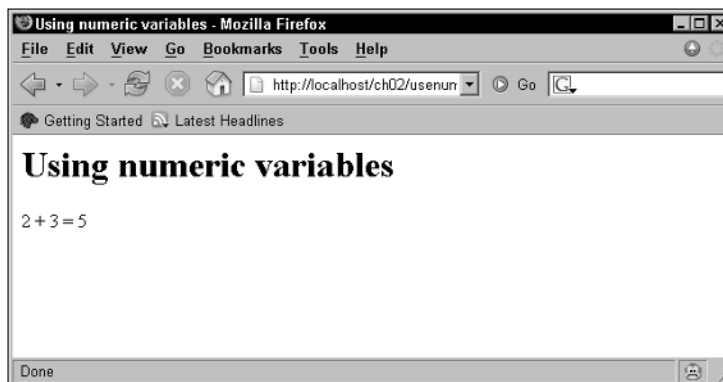 Using numeric variables - Mozilla Firefox
File Edit View Go Bookmarks Tools Help
http://localhost/ch02/usenum Go G
Getting Started Latest Headlines
Using numeric variables
2 + 3 = 5
Done